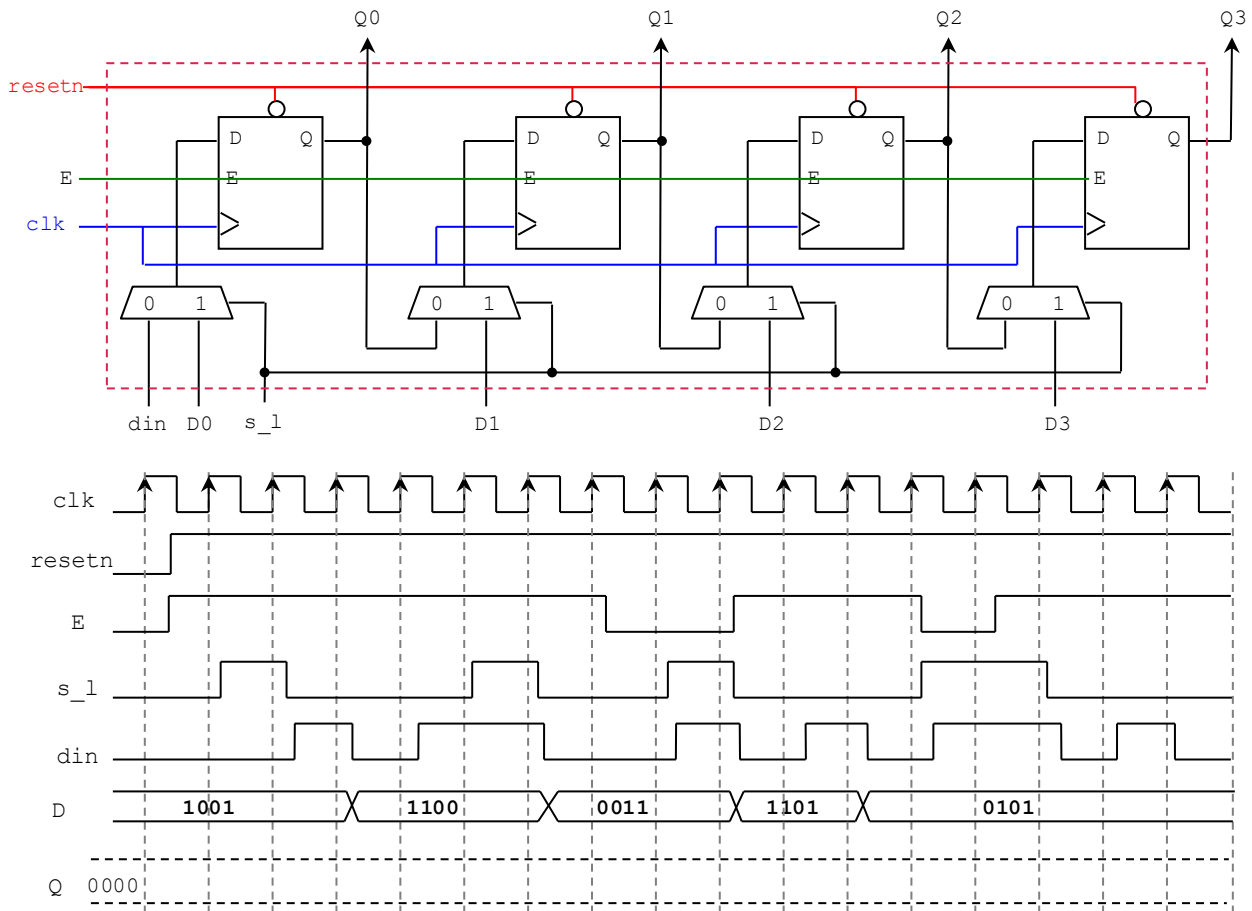 Q0 Q1 Q2 Q3
resetn
D Q D Q D Q D Q
E E E E E
clk
0 1 0 1 0 1 0 1
din D0 s_l D1 D2 D3
clk
resetn
E
s_l
din
D 1001 1100 0011 1101 0101
Q 0000